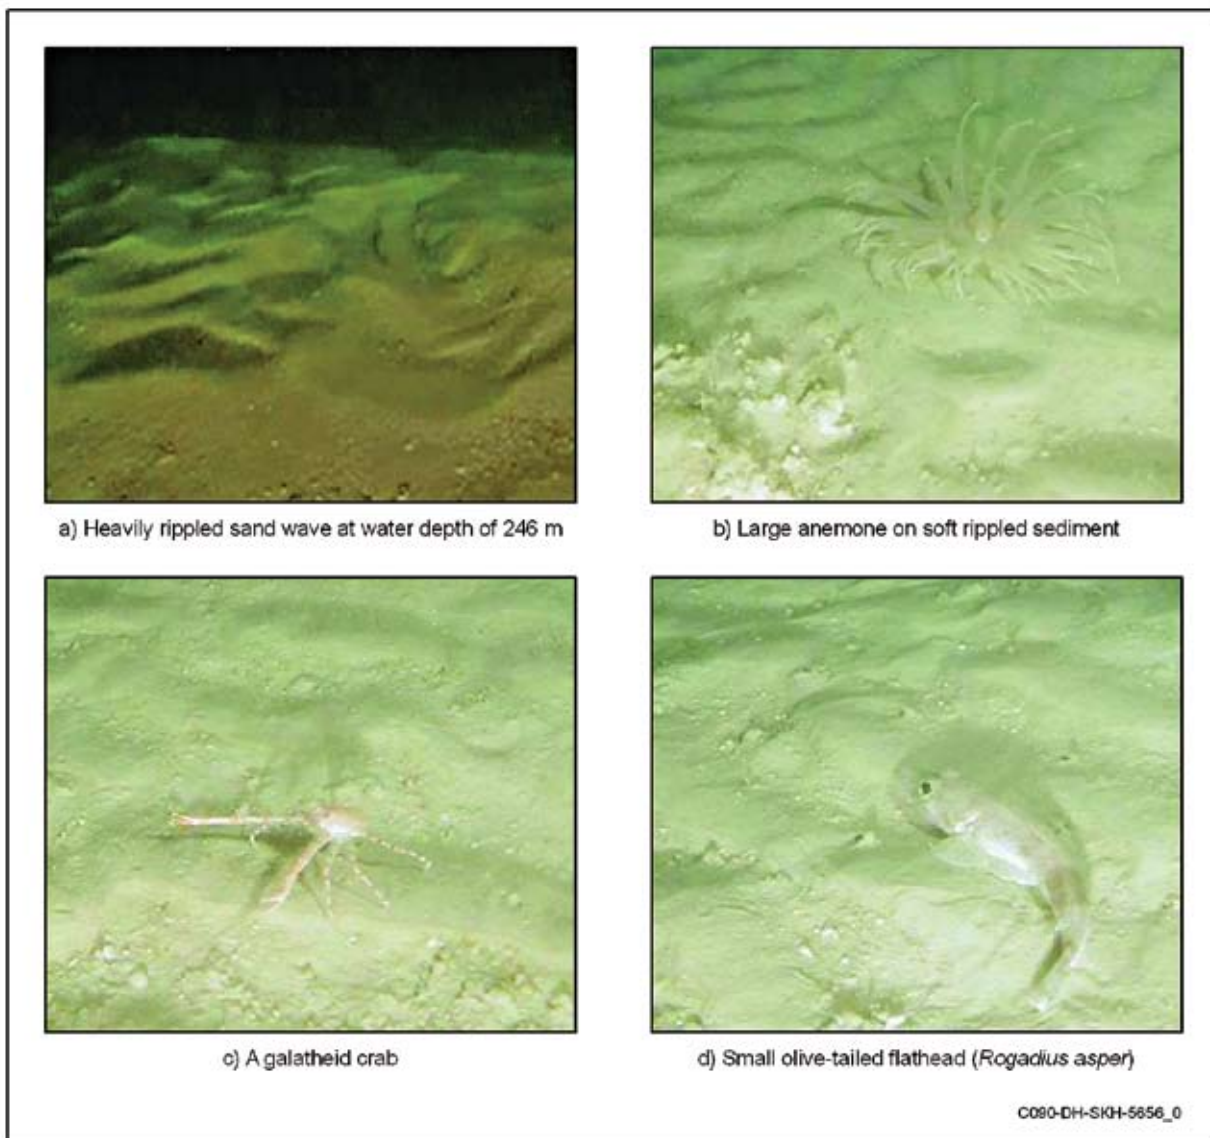 a) Heavily rippled sand wave at water depth of 246 m
b) Large anemone on soft rippled sediment
c) A galatheid crab
d) Small olive-tailed flathead (Rogadius asper)
C090-DH-SKH-5656_0